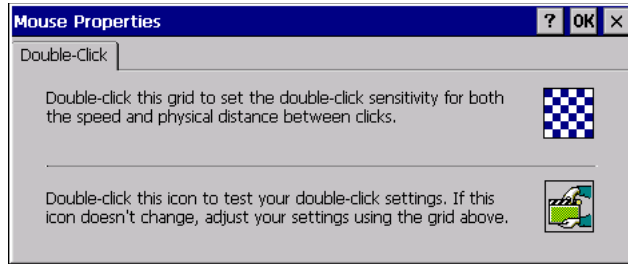 Mouse Properties ? OK ×
Double-Click
Double-click this grid to set the double-click sensitivity for both
the speed and physical distance between clicks.
Double-click this icon to test your double-click settings. If this
icon doesn't change, adjust your settings using the grid above.